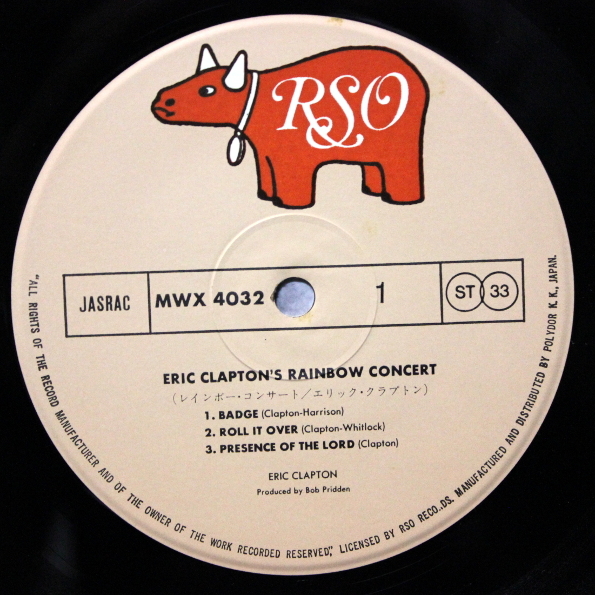 RSO
JASRAC
MWX 4032
1
ST 33
ERIC CLAPTON'S RAINBOW CONCERT
(レインボー・コンサート/エリック・クラプトン)
1. BADGE (Clapton-Harrison)
2. ROLL IT OVER (Clapton-Whitlock)
3. PRESENCE OF THE LORD (Clapton)
ERIC CLAPTON
Produced by Bob Pridden
"ALL RIGHTS OF THE RECORD MANUFACTURER AND OF THE OWNER OF THE WORK RECORDED RESERVED," LICENSED BY RSO RECO..DS. MANUFACTURED AND DISTRIBUTED BY POLYDOR K. K., JAPAN.